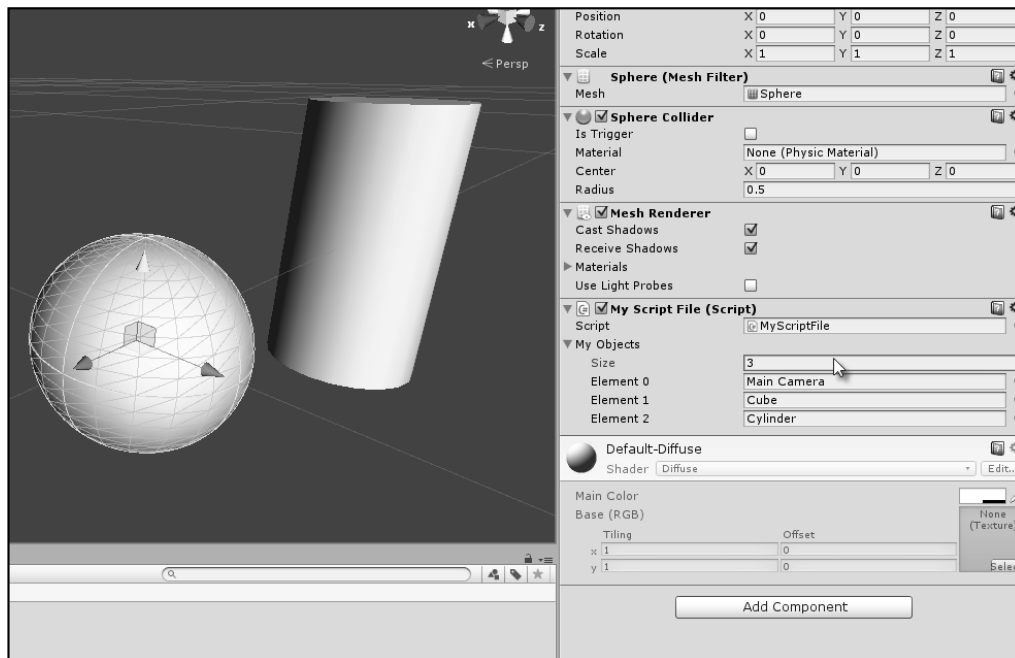 x z
Persp
Position X 0 Y 0 Z 0
Rotation X 0 Y 0 Z 0
Scale X 1 Y 1 Z 1
Sphere (Mesh Filter)
Mesh Sphere
Sphere Collider
Is Trigger
Material None (Physic Material)
Center X 0 Y 0 Z 0
Radius 0.5
Mesh Renderer
Cast Shadows
Receive Shadows
Materials
Use Light Probes
My Script File (Script)
Script MyScriptFile
My Objects
Size 3
Element 0 Main Camera
Element 1 Cube
Element 2 Cylinder
Default-Diffuse
Shader Diffuse Edit...
Main Color
Base (RGB) None
(Texture)
Tiling Offset
x 1 0
y 1 0 Selec
Add Component